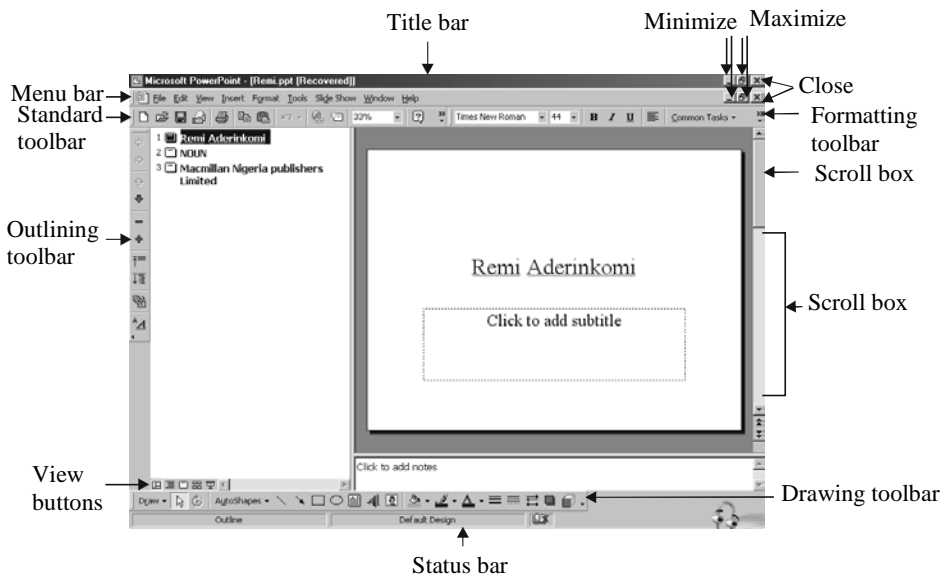 Title bar
Minimize
Maximize
Microsoft PowerPoint - [Remi.ppt [Recovered]]
Close
Menu bar
File Edit View Insert Format Tools Slide Show Window Help
Standard
toolbar
33% Times New Roman 44 B I U Common Tasks
Formatting
toolbar
1 Remi Aderinkomi
2 NOUN
3 Macmillan Nigeria publishers
Limited
Scroll box
Outlining
toolbar
Remi Aderinkomi
Click to add subtitle
Scroll box
View
buttons
Click to add notes
Draw AutoShapes
Drawing toolbar
Outline Default Design
Status bar